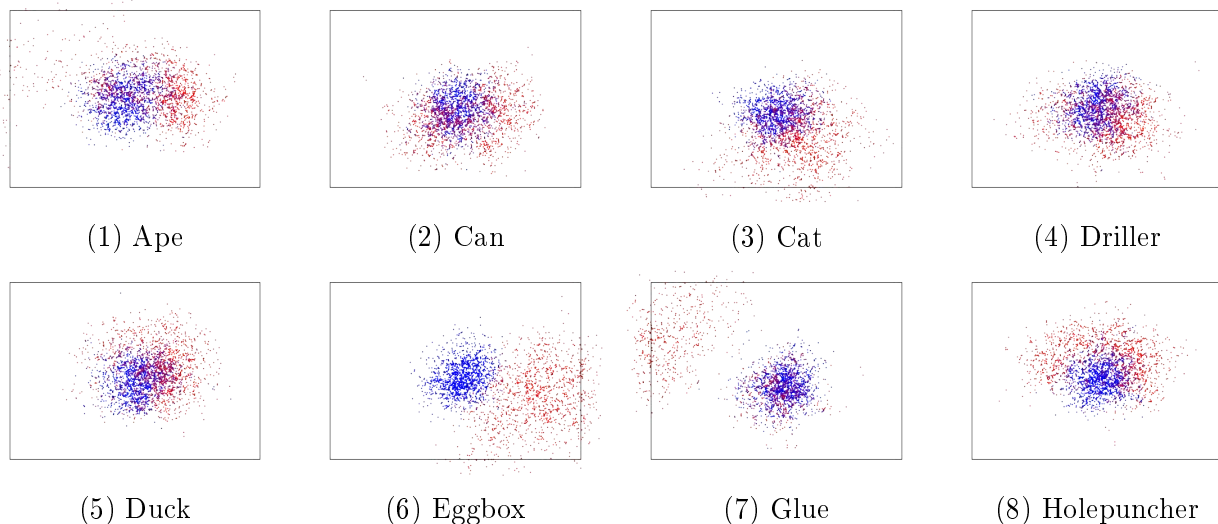 (1) Ape (2) Can (3) Cat (4) Driller
(5) Duck (6) Eggbox (7) Glue (8) Holepuncher